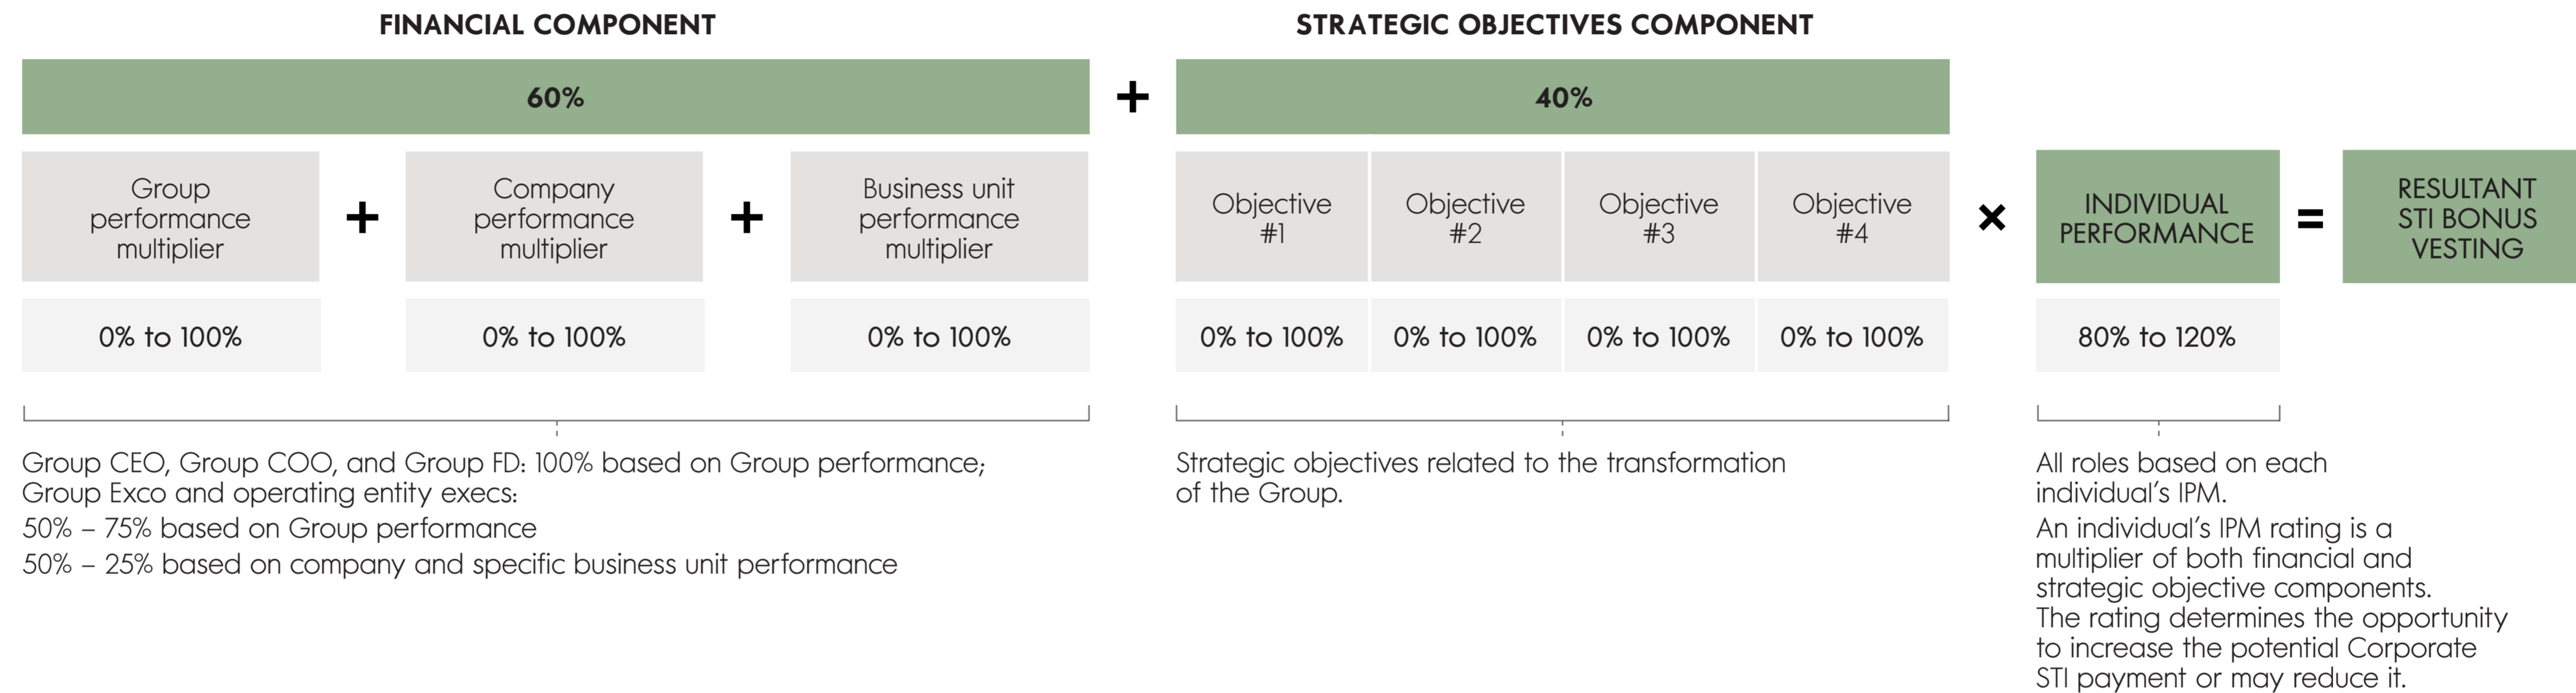 FINANCIAL COMPONENT
STRATEGIC OBJECTIVES COMPONENT
60%
+
40%
Group
performance
multiplier
+
Company
performance
multiplier
+
Business unit
performance
multiplier
Objective
#1
Objective
#2
Objective
#3
Objective
#4
×
INDIVIDUAL
PERFORMANCE
=
RESULTANT
STI BONUS
VESTING
0% to 100%
0% to 100%
0% to 100%
0% to 100%
0% to 100%
0% to 100%
0% to 100%
80% to 120%
Group CEO, Group COO, and Group FD: 100% based on Group performance;
Group Exco and operating entity execs:
50% – 75% based on Group performance
50% – 25% based on company and specific business unit performance
Strategic objectives related to the transformation
of the Group.
All roles based on each
individual’s IPM.
An individual’s IPM rating is a
multiplier of both financial and
strategic objective components.
The rating determines the opportunity
to increase the potential Corporate
STI payment or may reduce it.